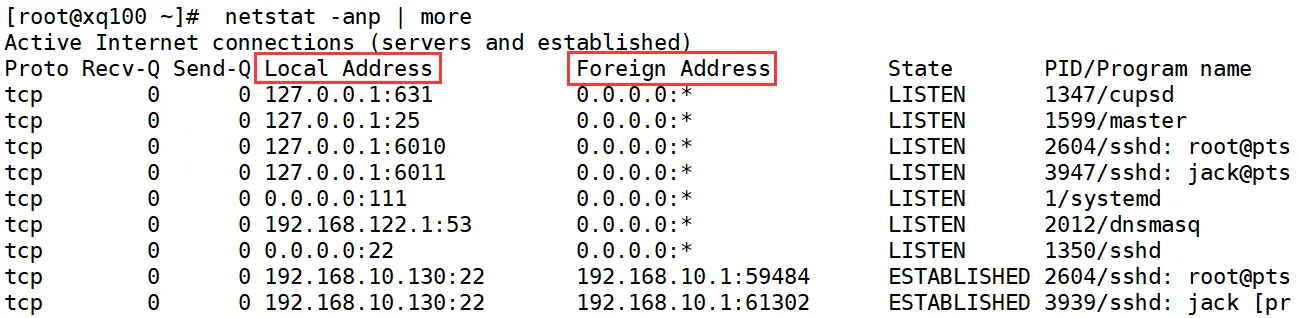 [root@xq100 ~]#  netstat -anp | more
Active Internet connections (servers and established)
Proto Recv-Q Send-Q Local Address           Foreign Address         State       PID/Program name
tcp        0      0 127.0.0.1:631           0.0.0.0:*               LISTEN      1347/cupsd
tcp        0      0 127.0.0.1:25            0.0.0.0:*               LISTEN      1599/master
tcp        0      0 127.0.0.1:6010          0.0.0.0:*               LISTEN      2604/sshd: root@pts
tcp        0      0 127.0.0.1:6011          0.0.0.0:*               LISTEN      3947/sshd: jack@pts
tcp        0      0 0.0.0.0:111             0.0.0.0:*               LISTEN      1/systemd
tcp        0      0 192.168.122.1:53        0.0.0.0:*               LISTEN      2012/dnsmasq
tcp        0      0 0.0.0.0:22              0.0.0.0:*               LISTEN      1350/sshd
tcp        0      0 192.168.10.130:22       192.168.10.1:59484      ESTABLISHED 2604/sshd: root@pts
tcp        0      0 192.168.10.130:22       192.168.10.1:61302      ESTABLISHED 3939/sshd: jack [pr